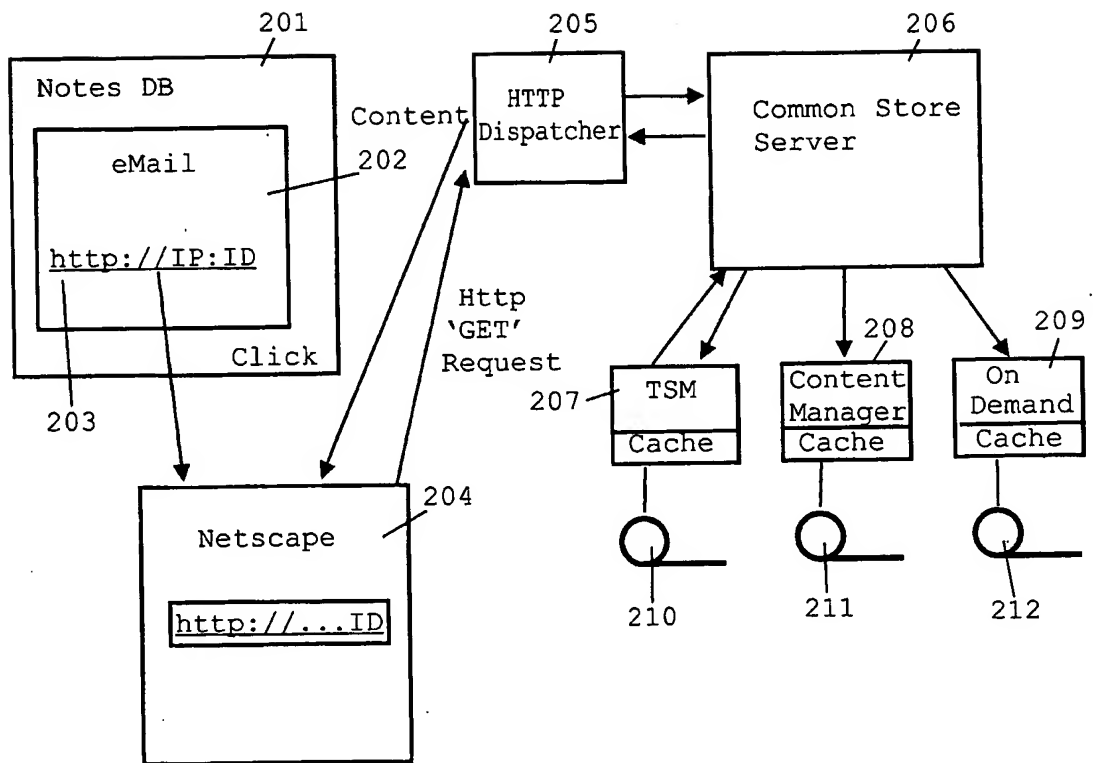 201
205
206
Notes DB
HTTP
Dispatcher
Content
Common Store
Server
eMail
202
http://IP:ID
Http
'GET'
Request
Click
203
207
TSM
Cache
208
Content
Manager
Cache
209
On
Demand
Cache
204
Netscape
http://...ID
210
211
212